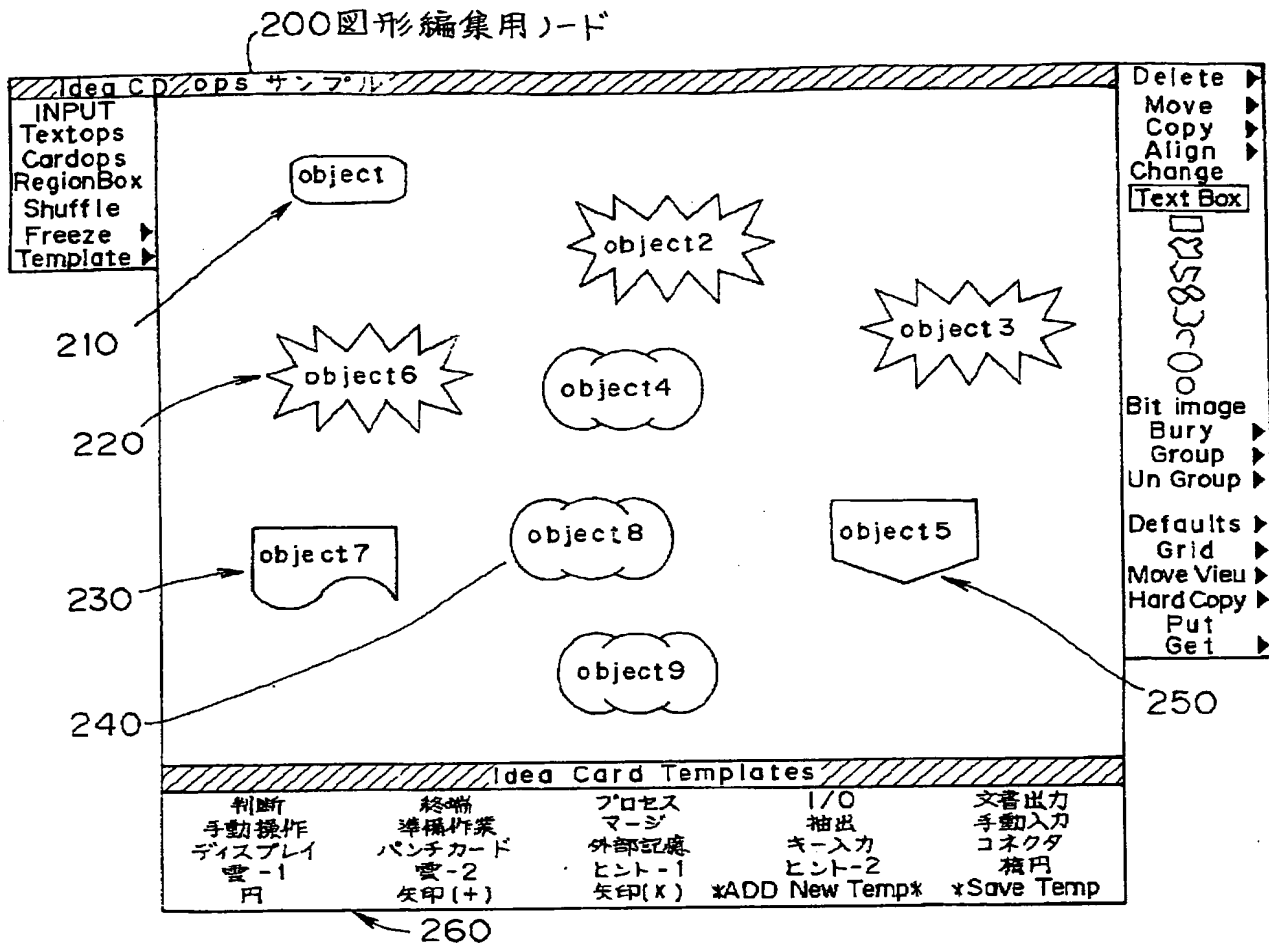 200図形編集用ノード
Idea CD/ops サンプル
INPUT
Textops
Cardops
RegionBox
Shuffle
Freeze
Template
object
object2
object3
object6
object4
object7
object8
object5
object9
210
220
230
240
250
Delete
Move
Copy
Align
Change
Text Box
Bit image
Bury
Group
Un Group
Defaults
Grid
Move Vieu
Hard Copy
Put
Get
Idea Card Templates
判断 終端 プロセス I/O 文書出力
手動操作 準備作業 マージ 抽出 手動入力
ディスプレイ パンチカード 外部記憶 キー入力 コネクタ
雲-1 雲-2 ヒント-1 ヒント-2 楕円
円 矢印(+) 矢印(X) *ADD New Temp* *Save Temp
260